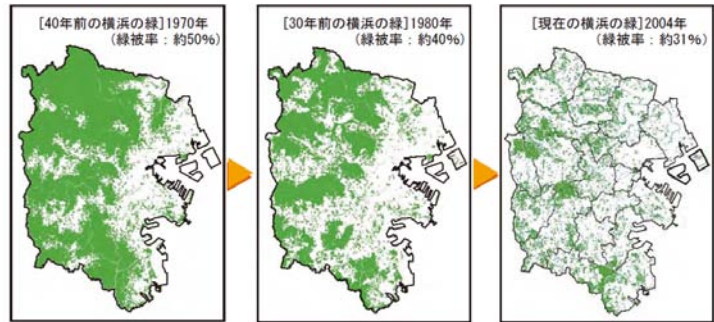 [40年前の横浜の緑]1970年
(緑被率：約50%)
[30年前の横浜の緑]1980年
(緑被率：約40%)
[現在の横浜の緑]2004年
(緑被率：約31%)